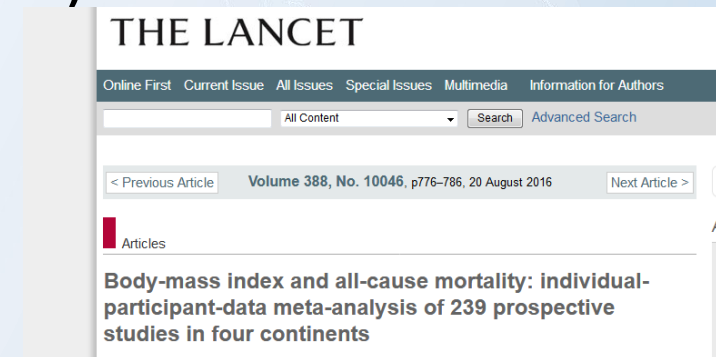 THE LANCET
Online First Current Issue All Issues Special Issues Multimedia Information for Authors
All Content Search Advanced Search
< Previous Article Volume 388, No. 10046, p776–786, 20 August 2016 Next Article >
Articles
Body-mass index and all-cause mortality: individual-
participant-data meta-analysis of 239 prospective
studies in four continents